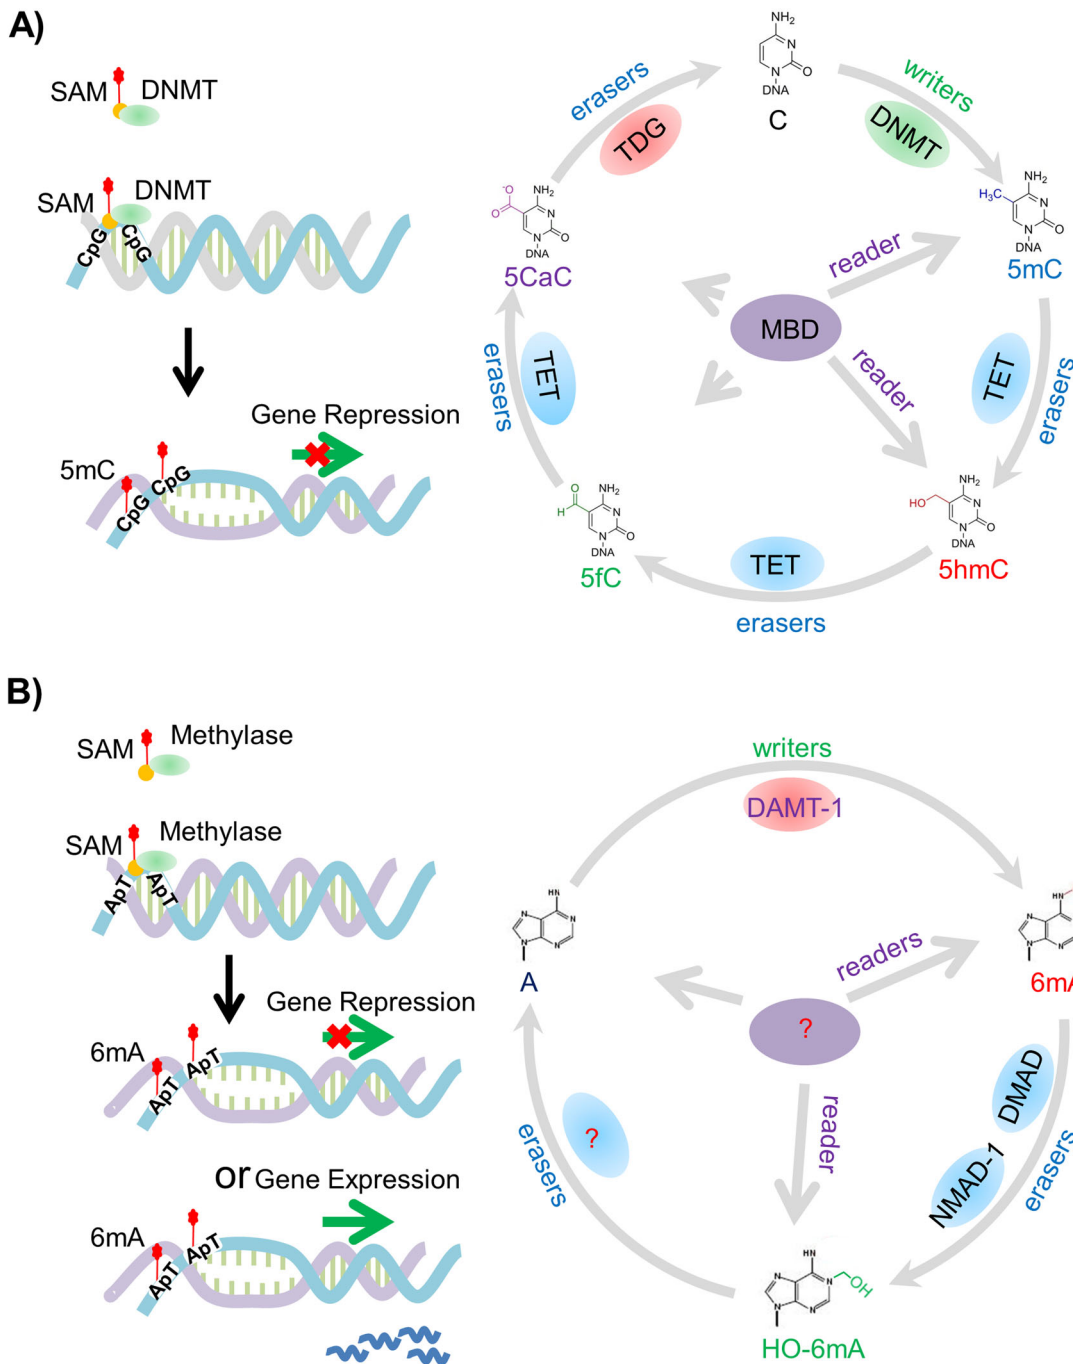 A)
SAM DNMT
SAM DNMT
CpG CpG
Gene Repression
5mC
CpG CpG
NH2
N
N O
DNA
C
writers
DNMT
H3C NH2
N
N O
DNA
5mC
erasers
TET
HO NH2
N
N O
DNA
5hmC
TET
erasers
O NH2
H N
N O
DNA
5fC
erasers
TET
-O NH2
O N
N O
DNA
5CaC
erasers
TDG
MBD
reader
reader
B)
SAM Methylase
SAM Methylase
ApT ApT
Gene Repression
6mA
ApT ApT
or Gene Expression
6mA
ApT ApT
writers
DAMT-1
HN
N N
N N
A
HN
N N
N
6mA
readers
?
reader
DMAD
NMAD-1
erasers
HN
N N OH
N N
HO-6mA
?
erasers